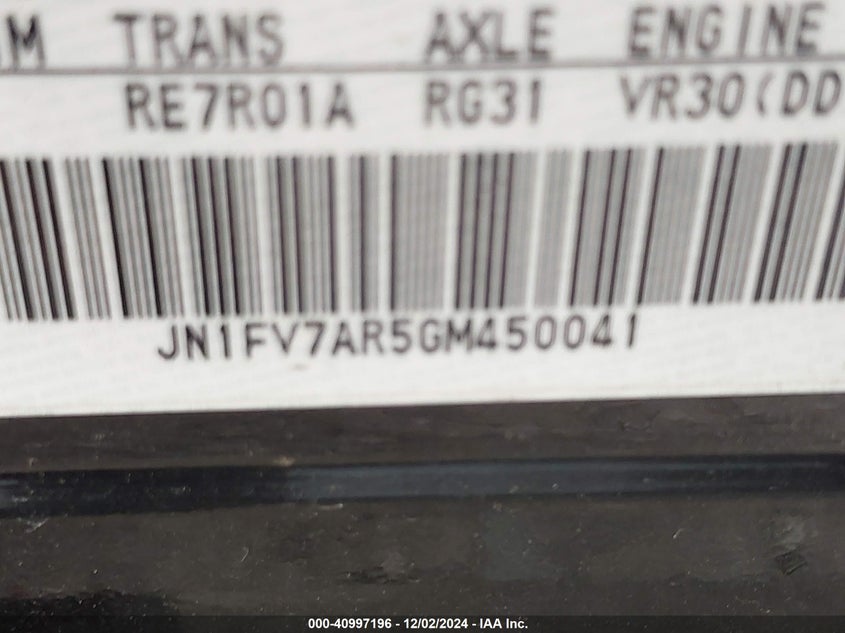 M TRANS AXLE ENGINE
RE7R01A RG31 VR30(DD
JN1FV7AR5GM450041
000-40997196 - 12/02/2024 - IAA Inc.